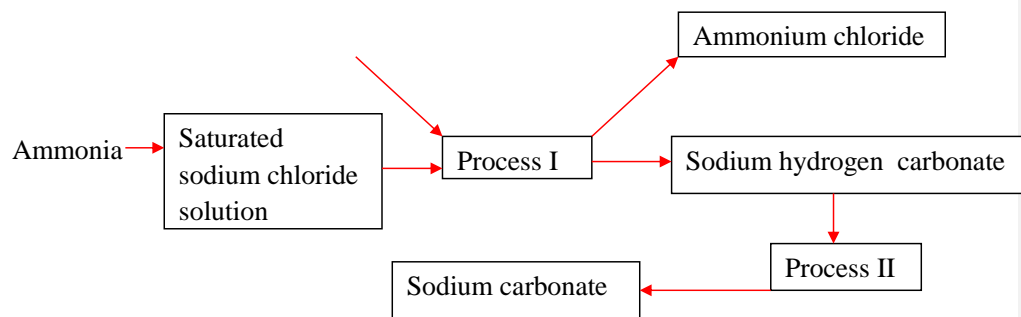 Ammonium chloride
Ammonia
Saturated
sodium chloride
solution
Process I
Sodium hydrogen carbonate
Process II
Sodium carbonate